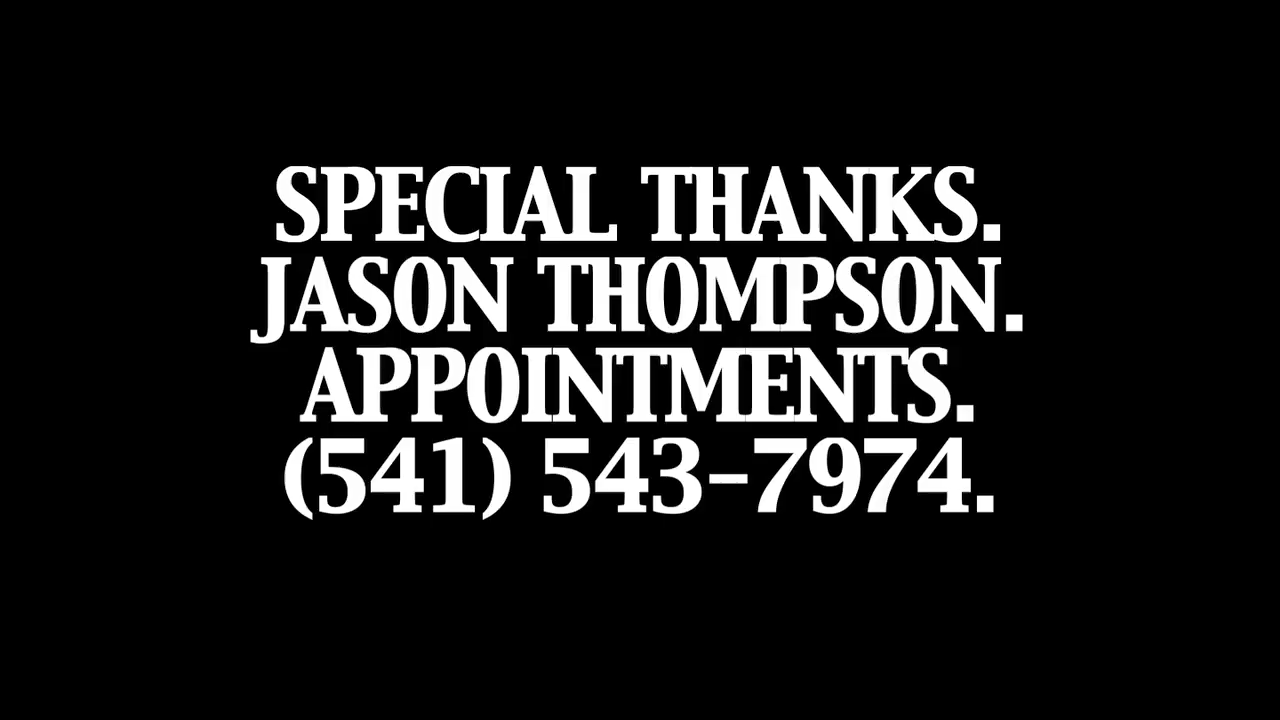 SPECIAL THANKS.
JASON THOMPSON.
APPOINTMENTS.
(541) 543-7974.